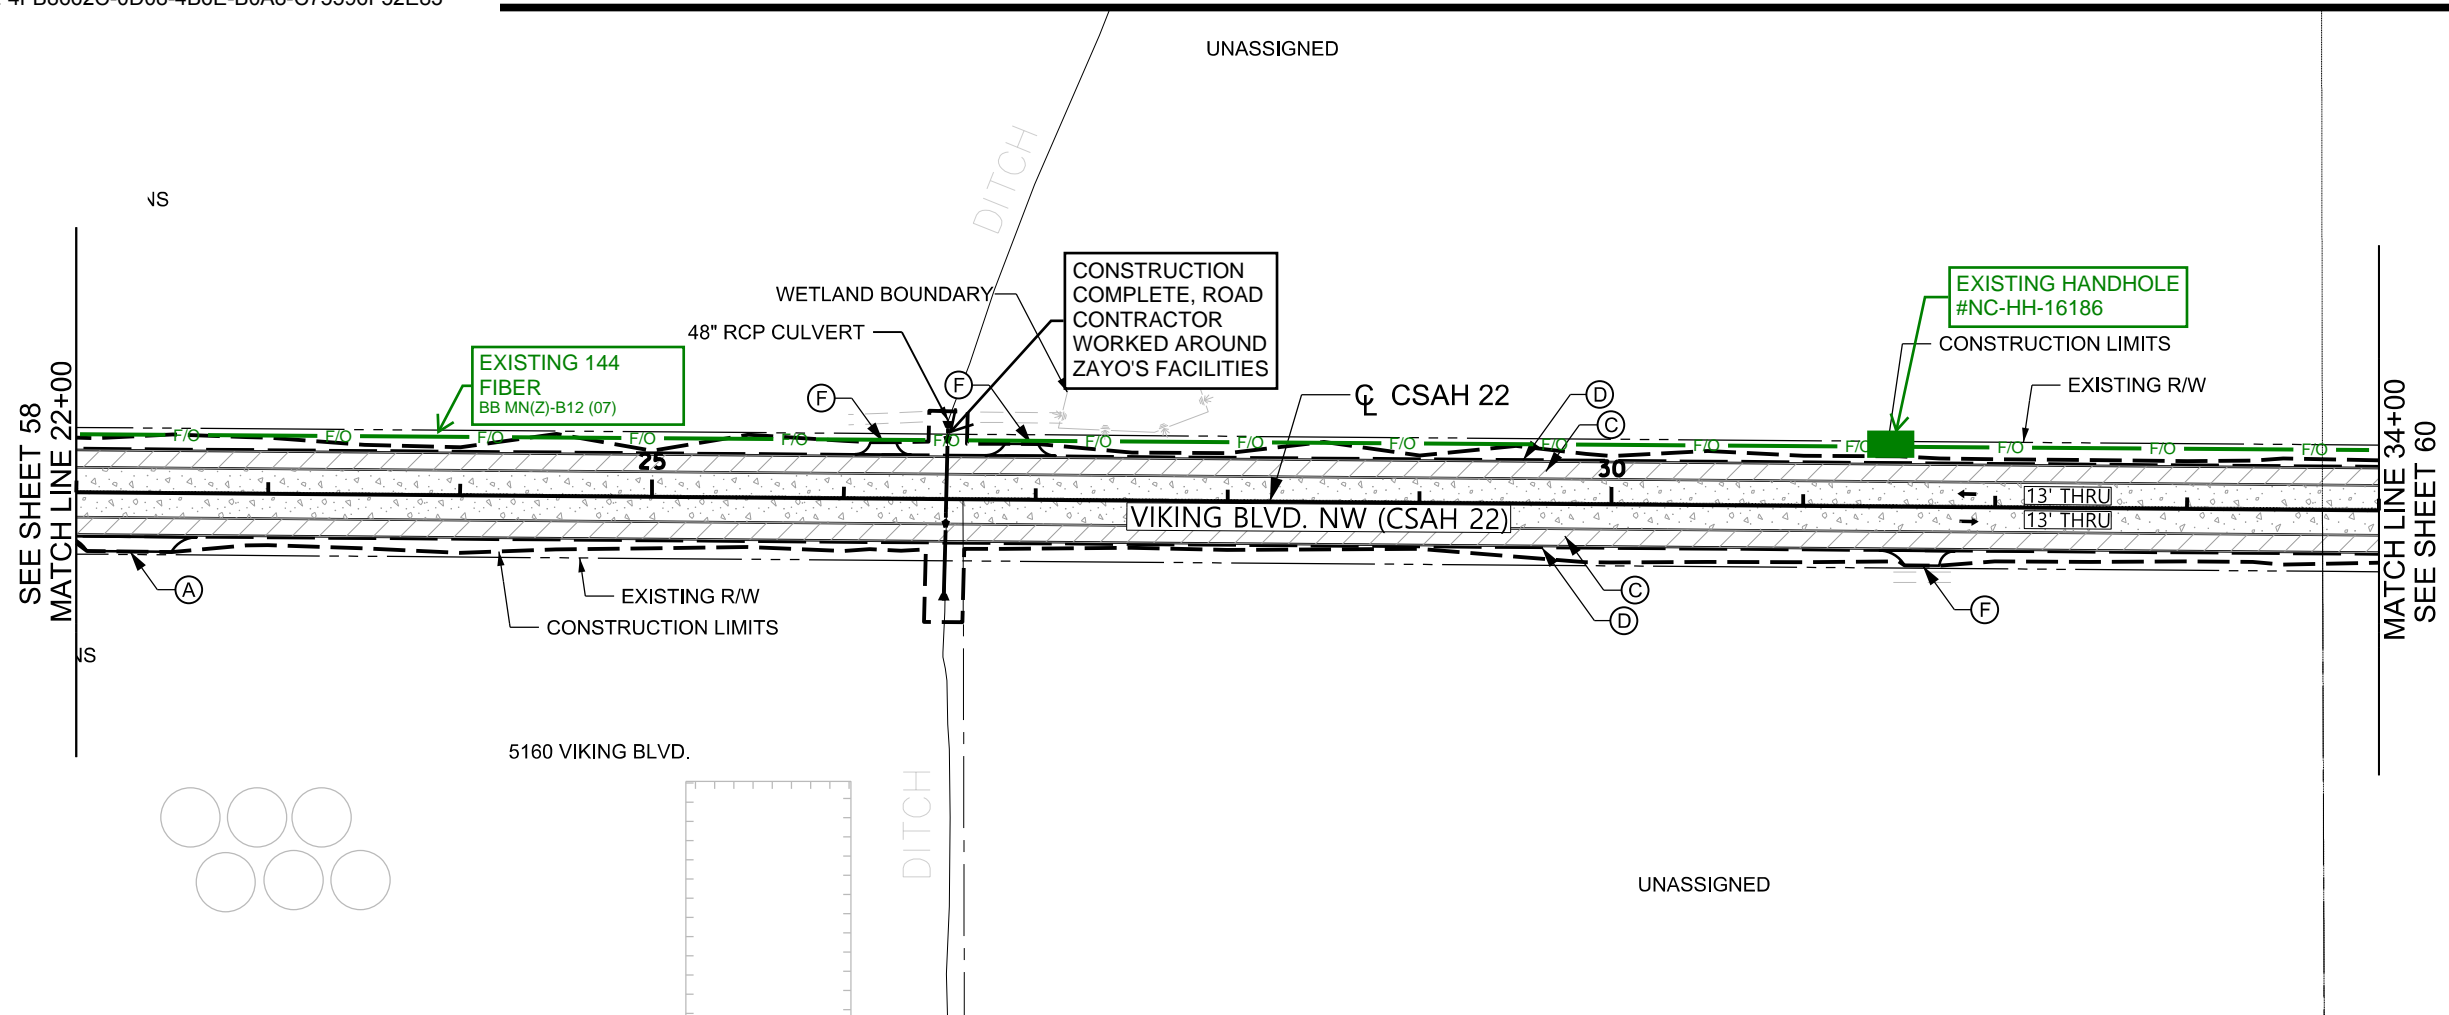 UNASSIGNED
DITCH
NS
CONSTRUCTION
COMPLETE, ROAD
CONTRACTOR
WORKED AROUND
ZAYO'S FACILITIES
WETLAND BOUNDARY
48" RCP CULVERT
EXISTING HANDHOLE
#NC-HH-16186
CONSTRUCTION LIMITS
EXISTING R/W
EXISTING 144
FIBER
BB MN(Z)-B12 (07)
F
F
℄ CSAH 22
D
C
SEE SHEET 58
MATCH LINE 22+00
MATCH LINE 34+00
SEE SHEET 60
F/O F/O F/O F/O F/O F/O F/O F/O F/O F/O F/O F/O F/O F/O F/O
25
30
13' THRU
13' THRU
VIKING BLVD. NW (CSAH 22)
A
EXISTING R/W
CONSTRUCTION LIMITS
C
D
F
NS
5160 VIKING BLVD.
DITCH
UNASSIGNED